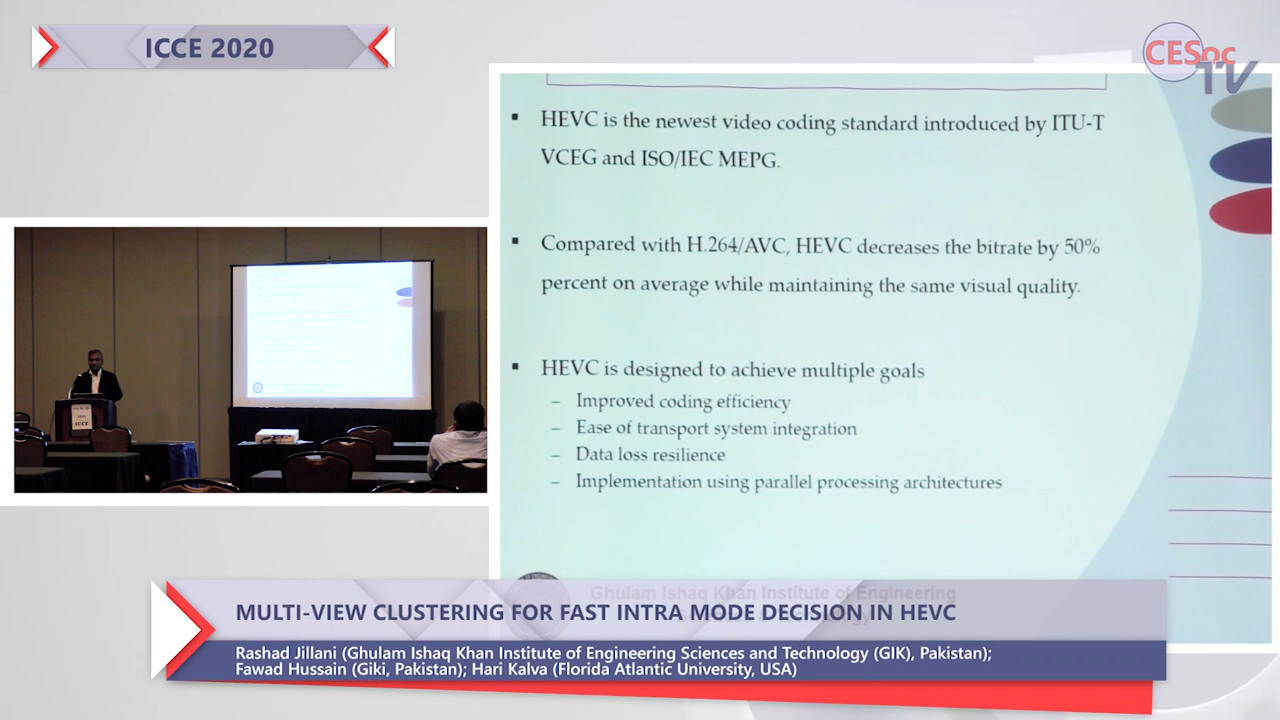 ICCE 2020
CESoc
TV
HEVC is the newest video coding standard introduced by ITU-T
VCEG and ISO/IEC MEPG.
Compared with H.264/AVC, HEVC decreases the bitrate by 50%
percent on average while maintaining the same visual quality.
HEVC is designed to achieve multiple goals
– Improved coding efficiency
– Ease of transport system integration
– Data loss resilience
– Implementation using parallel processing architectures
Ghulam Ishaq Khan Institute of Engineering
ICCE
MULTI-VIEW CLUSTERING FOR FAST INTRA MODE DECISION IN HEVC
Rashad Jillani (Ghulam Ishaq Khan Institute of Engineering Sciences and Technology (GIK), Pakistan);
Fawad Hussain (Giki, Pakistan); Hari Kalva (Florida Atlantic University, USA)